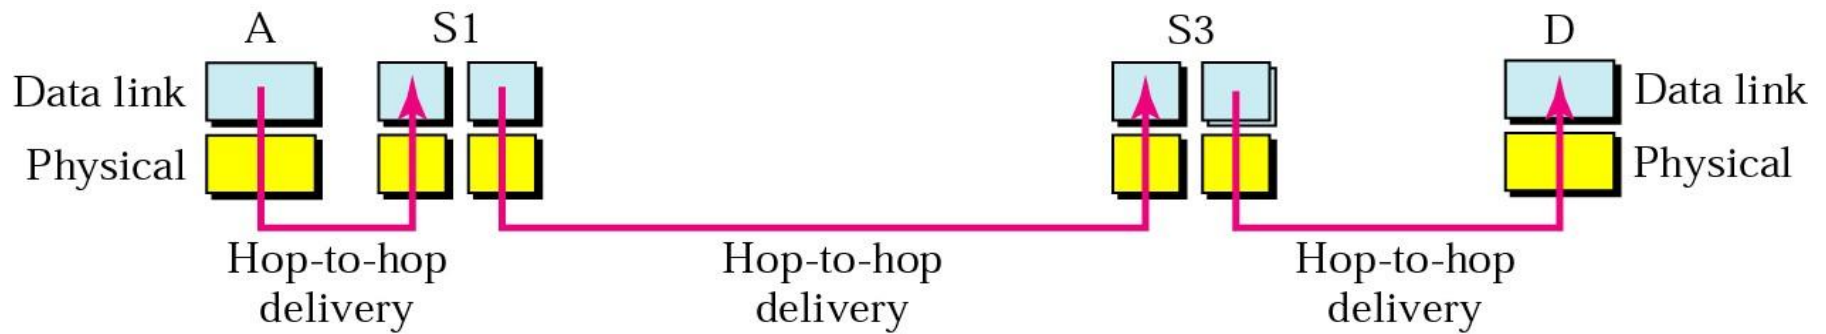 A S1 S3 D
Data link Data link
Physical Physical
Hop-to-hop Hop-to-hop Hop-to-hop
delivery delivery delivery